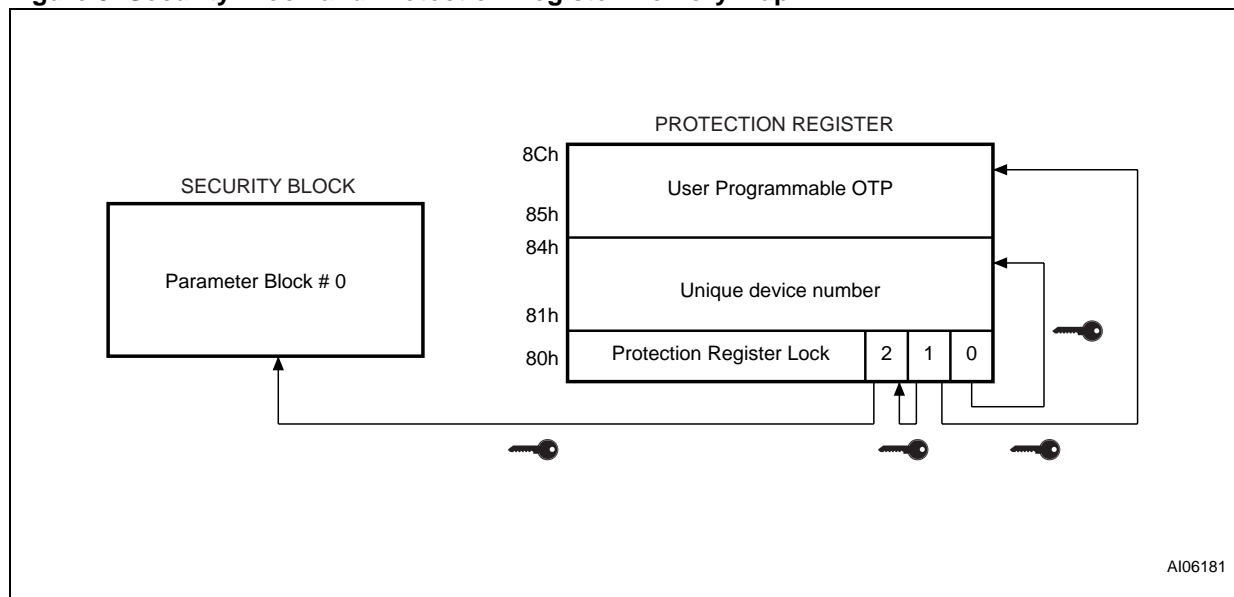 PROTECTION REGISTER
8Ch
User Programmable OTP
85h
SECURITY BLOCK
Parameter Block # 0
84h
Unique device number
81h
80h
Protection Register Lock 2 1 0
AI06181